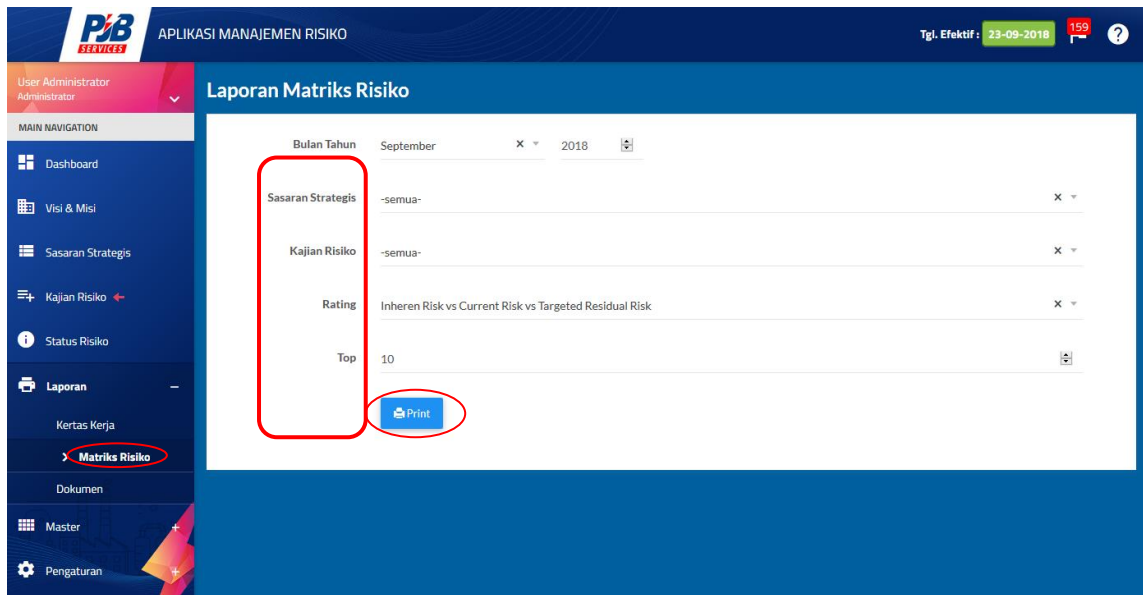 PJB
SERVICES
APLIKASI MANAJEMEN RISIKO
Tgl. Efektif : 23-09-2018
159
?
User Administrator
Administrator
MAIN NAVIGATION
Dashboard
Visi & Misi
Sasaran Strategis
Kajian Risiko
Status Risiko
Laporan
Kertas Kerja
Matriks Risiko
Dokumen
Master
Pengaturan
Laporan Matriks Risiko
Bulan Tahun September x 2018
Sasaran Strategis -semua- x
Kajian Risiko -semua- x
Rating Inheren Risk vs Current Risk vs Targeted Residual Risk x
Top 10
Print